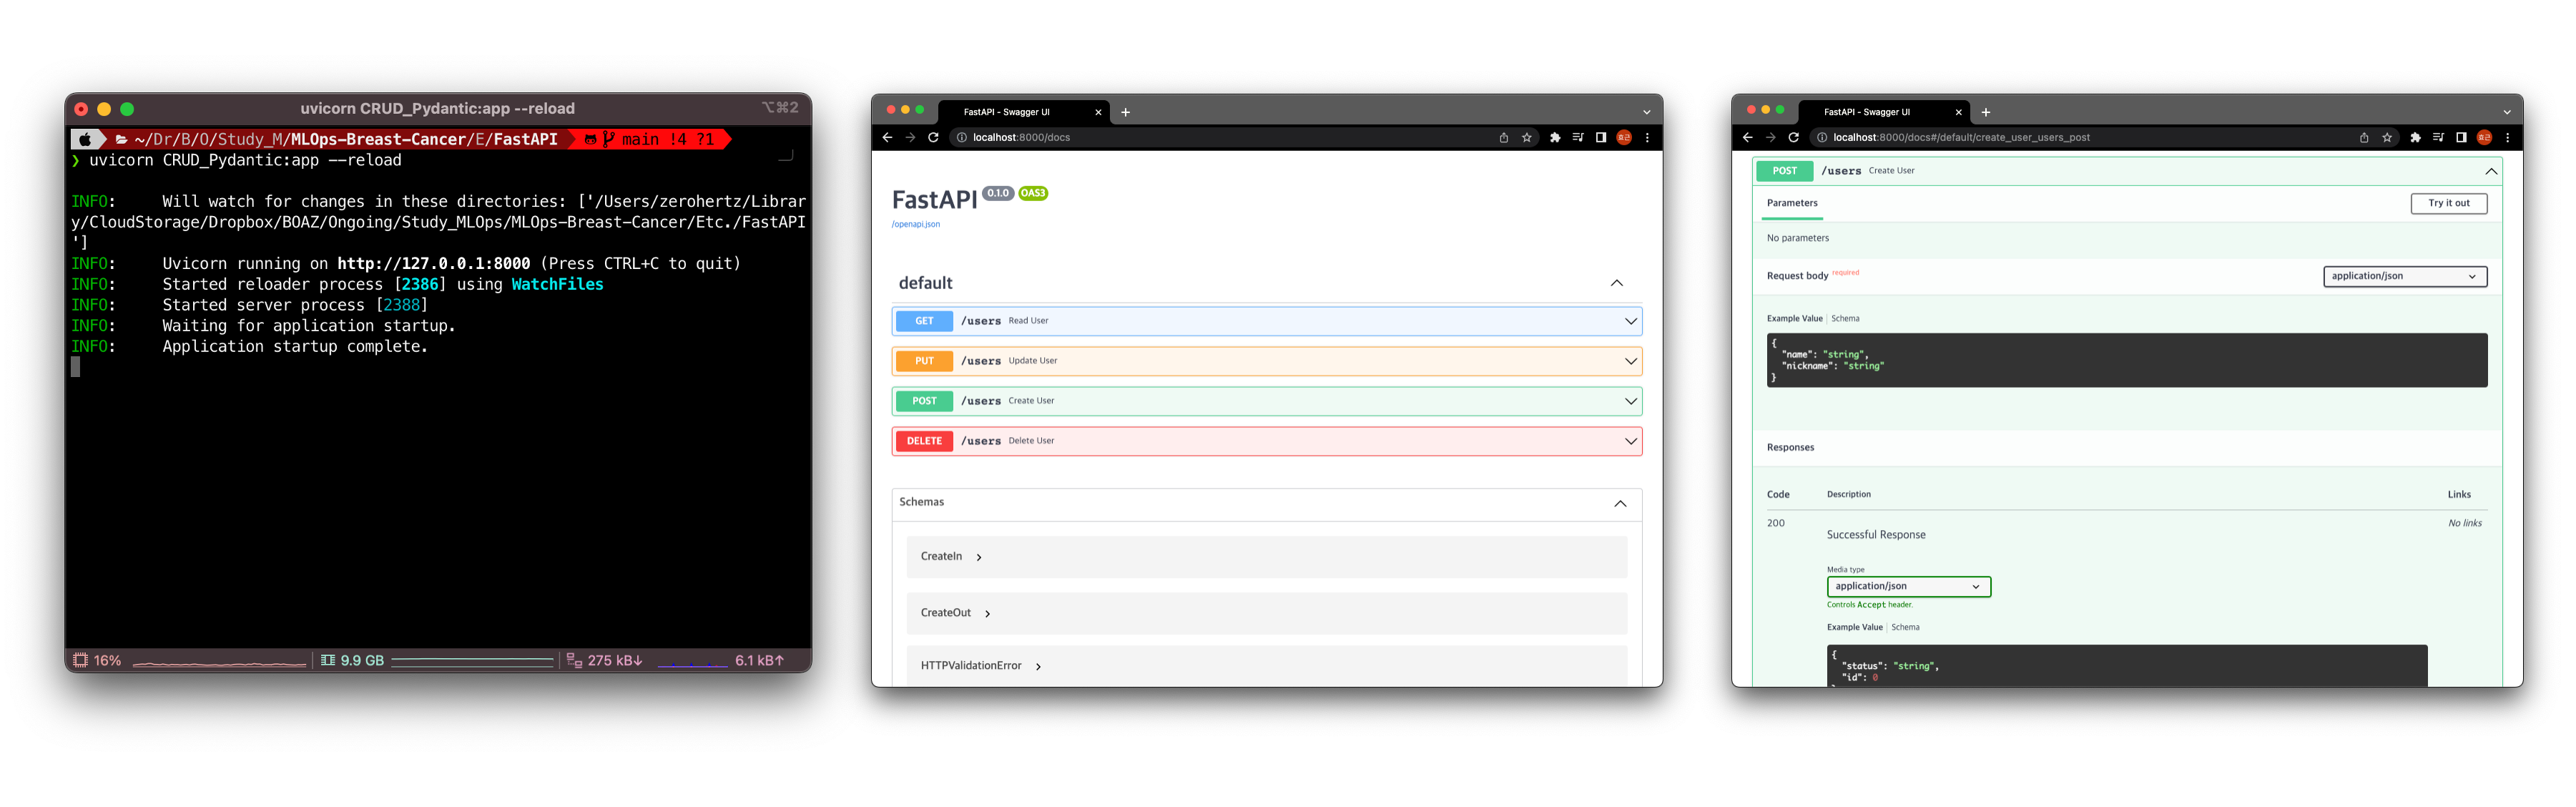 uvicorn CRUD_Pydantic:app --reload
⌥⌘2
~/Dr/B/O/Study_M/MLOps-Breast-Cancer/E/FastAPI main !4 ?1
❯ uvicorn CRUD_Pydantic:app --reload
INFO: Will watch for changes in these directories: ['/Users/zerohertz/Librar
y/CloudStorage/Dropbox/BOAZ/Ongoing/Study_MLOps/MLOps-Breast-Cancer/Etc./FastAPI
']
INFO: Uvicorn running on http://127.0.0.1:8000 (Press CTRL+C to quit)
INFO: Started reloader process [2386] using WatchFiles
INFO: Started server process [2388]
INFO: Waiting for application startup.
INFO: Application startup complete.
16% 9.9 GB 275 kB↓ 6.1 kB↑
FastAPI - Swagger UI
localhost:8000/docs
FastAPI 0.1.0 OAS3
/openapi.json
default
GET /users Read User
PUT /users Update User
POST /users Create User
DELETE /users Delete User
Schemas
CreateIn
CreateOut
HTTPValidationError
FastAPI - Swagger UI
localhost:8000/docs#/default/create_user_users_post
POST /users Create User
Parameters
Try it out
No parameters
Request body required
application/json
Example Value | Schema
{
"name": "string",
"nickname": "string"
}
Responses
Code Description Links
200
Successful Response
No links
Media type
application/json
Controls Accept header.
Example Value | Schema
{
"status": "string",
"id": 0